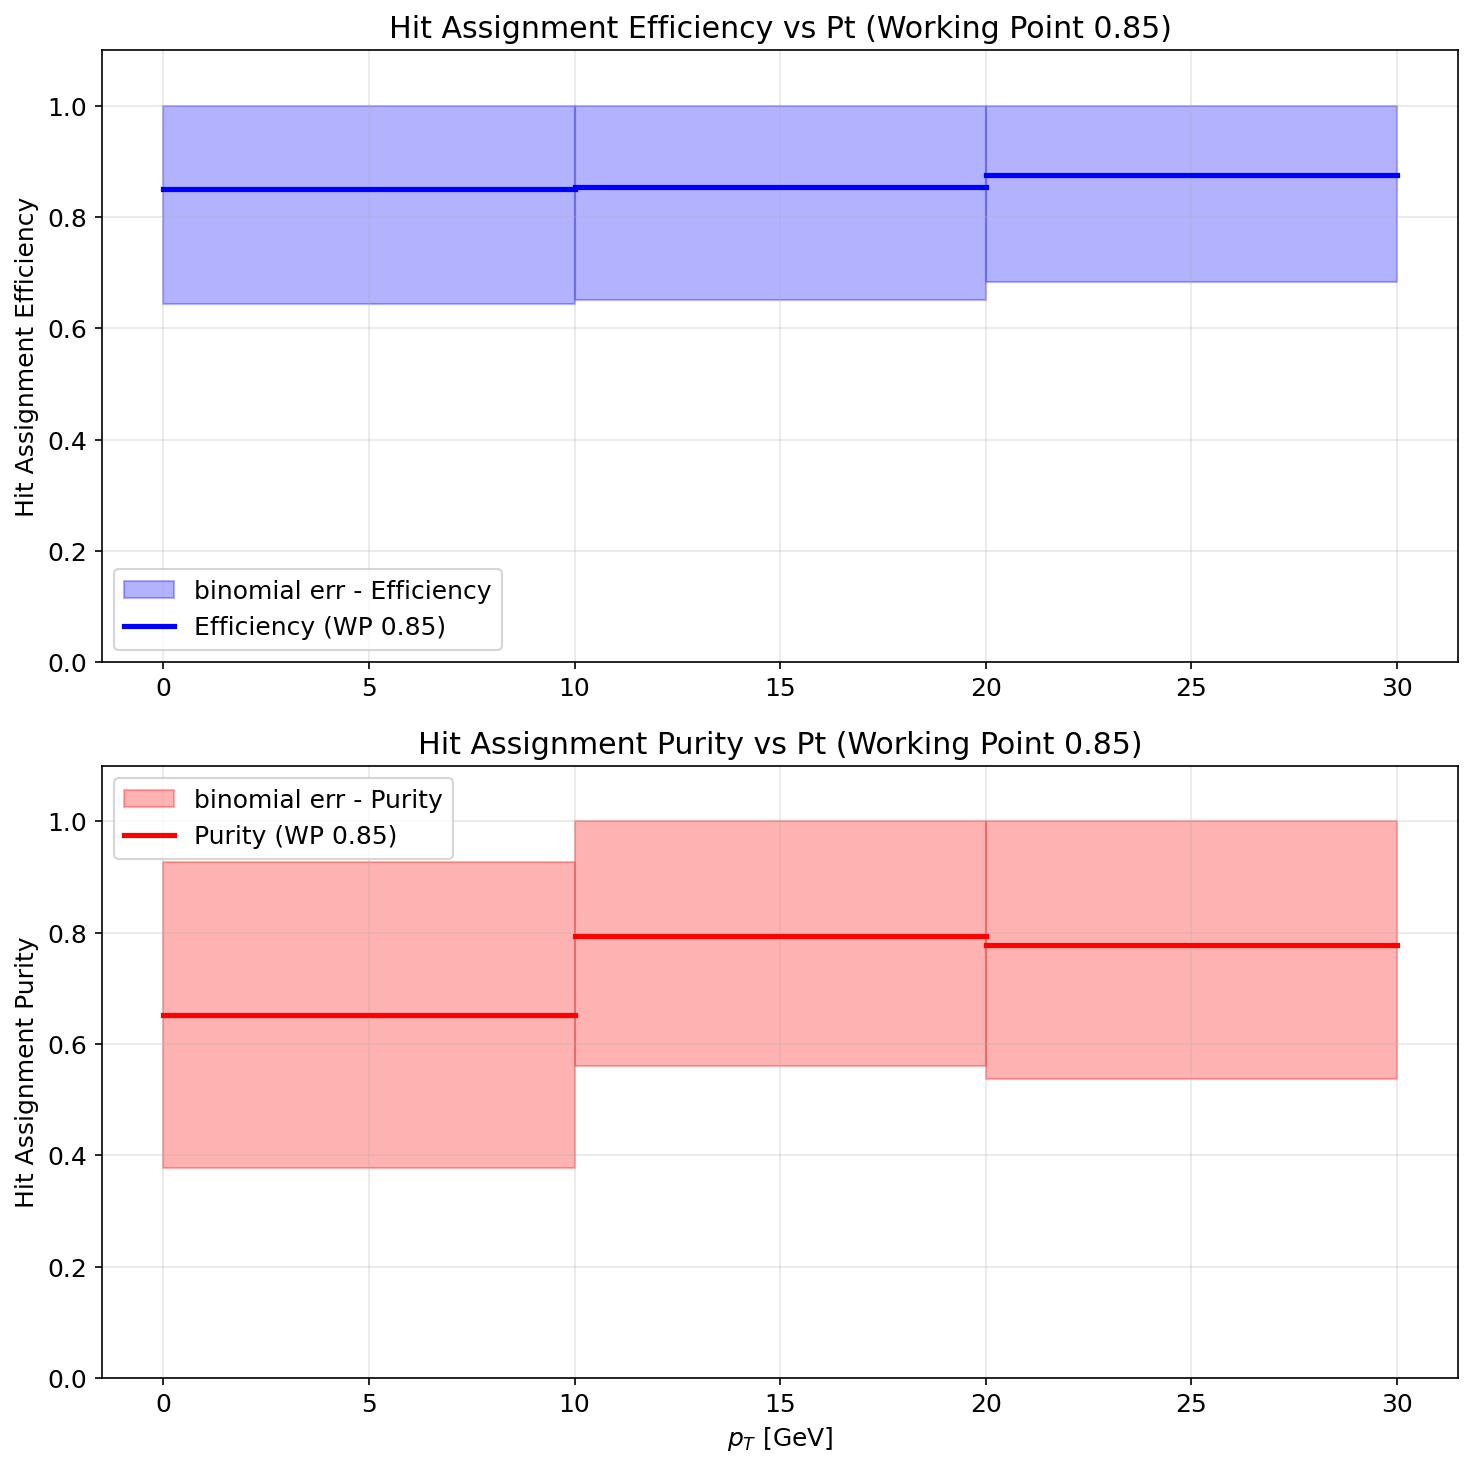 Hit Assignment Efficiency vs Pt (Working Point 0.85)
Hit Assignment Efficiency
1.0
0.8
0.6
0.4
0.2
0.0
binomial err - Efficiency
Efficiency (WP 0.85)
0 5 10 15 20 25 30
Hit Assignment Purity vs Pt (Working Point 0.85)
Hit Assignment Purity
binomial err - Purity
Purity (WP 0.85)
1.0
0.8
0.6
0.4
0.2
0.0
0 5 10 15 20 25 30
p_T [GeV]